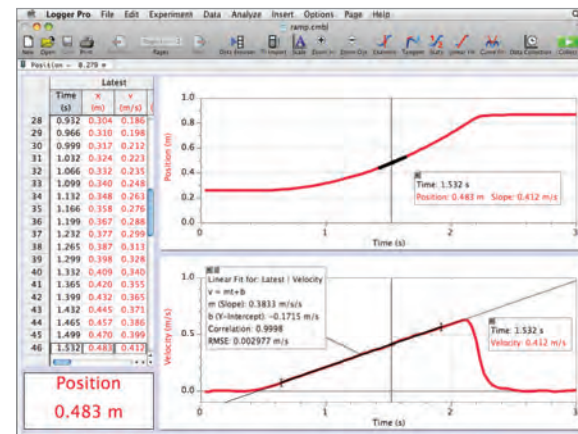 Logger Pro File Edit Experiment Data Analyze Insert Options Page Help
ramp.cmbl
New Open Save Print Pages Data Browser Text Import Scale Zoom In Zoom Out Examine Tangent Stats Linear Fit Curve Fit Data Collection Collect
Position = 0.279 m
Latest
Time x v
(s) (m) (m/s)
28 0.932 0.304 0.186
29 0.966 0.310 0.198
30 0.999 0.317 0.212
31 1.032 0.324 0.223
32 1.066 0.332 0.235
33 1.099 0.340 0.248
34 1.132 0.348 0.261
35 1.166 0.358 0.276
36 1.199 0.367 0.288
37 1.232 0.377 0.299
38 1.265 0.387 0.313
39 1.299 0.398 0.328
40 1.332 0.409 0.340
41 1.365 0.420 0.355
42 1.399 0.432 0.365
43 1.432 0.445 0.371
44 1.465 0.457 0.386
45 1.499 0.470 0.399
46 1.532 0.483 0.412
Position
0.483 m
Position (m)
1.0
0.8
0.6
0.4
0.2
0.0
0 1 2 3
Time (s)
Time: 1.532 s
Position: 0.483 m Slope: 0.412 m/s
Velocity (m/s)
1.0
0.5
0.0
0 1 2 3
Time (s)
Linear Fit for: Latest | Velocity
v = mt+b
m (Slope): 0.3833 m/s/s
b (Y-Intercept): -0.1715 m/s
Correlation: 0.9998
RMSE: 0.002977 m/s
Time: 1.532 s
Velocity: 0.412 m/s